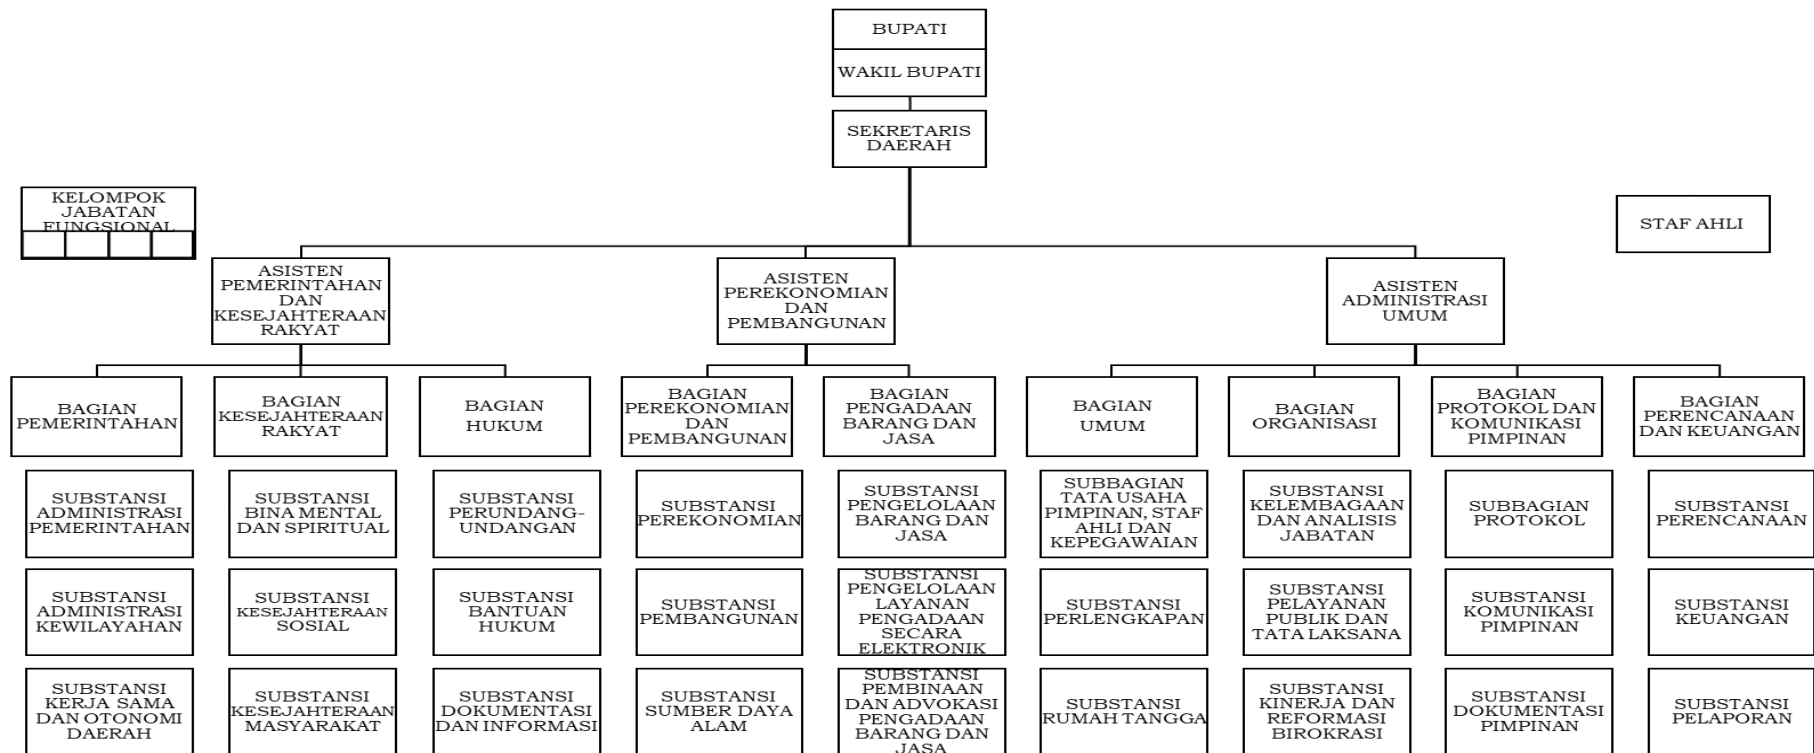 BUPATI
WAKIL BUPATI
SEKRETARIS
DAERAH
KELOMPOK
JABATAN
FUNGSIONAL
STAF AHLI
ASISTEN
PEMERINTAHAN
DAN
KESEJAHTERAAN
RAKYAT
ASISTEN
PEREKONOMIAN
DAN
PEMBANGUNAN
ASISTEN
ADMINISTRASI
UMUM
BAGIAN
PEMERINTAHAN
BAGIAN
KESEJAHTERAAN
RAKYAT
BAGIAN
HUKUM
BAGIAN
PEREKONOMIAN
DAN
PEMBANGUNAN
BAGIAN
PENGADAAN
BARANG DAN
JASA
BAGIAN
UMUM
BAGIAN
ORGANISASI
BAGIAN
PROTOKOL DAN
KOMUNIKASI
PIMPINAN
BAGIAN
PERENCANAAN
DAN KEUANGAN
SUBSTANSI
ADMINISTRASI
PEMERINTAHAN
SUBSTANSI
BINA MENTAL
DAN SPIRITUAL
SUBSTANSI
PERUNDANG-
UNDANGAN
SUBSTANSI
PEREKONOMIAN
SUBSTANSI
PENGELOLAAN
BARANG DAN
JASA
SUBBAGIAN
TATA USAHA
PIMPINAN, STAF
AHLI DAN
KEPEGAWAIAN
SUBSTANSI
KELEMBAGAAN
DAN ANALISIS
JABATAN
SUBBAGIAN
PROTOKOL
SUBSTANSI
PERENCANAAN
SUBSTANSI
ADMINISTRASI
KEWILAYAHAN
SUBSTANSI
KESEJAHTERAAN
SOSIAL
SUBSTANSI
BANTUAN
HUKUM
SUBSTANSI
PEMBANGUNAN
SUBSTANSI
PENGELOLAAN
LAYANAN
PENGADAAN
SECARA
ELEKTRONIK
SUBSTANSI
PERLENGKAPAN
SUBSTANSI
PELAYANAN
PUBLIK DAN
TATA LAKSANA
SUBSTANSI
KOMUNIKASI
PIMPINAN
SUBSTANSI
KEUANGAN
SUBSTANSI
KERJA SAMA
DAN OTONOMI
DAERAH
SUBSTANSI
KESEJAHTERAAN
MASYARAKAT
SUBSTANSI
DOKUMENTASI
DAN INFORMASI
SUBSTANSI
SUMBER DAYA
ALAM
SUBSTANSI
PEMBINAAN
DAN ADVOKASI
PENGADAAN
BARANG DAN
JASA
SUBSTANSI
RUMAH TANGGA
SUBSTANSI
KINERJA DAN
REFORMASI
BIROKRASI
SUBSTANSI
DOKUMENTASI
PIMPINAN
SUBSTANSI
PELAPORAN